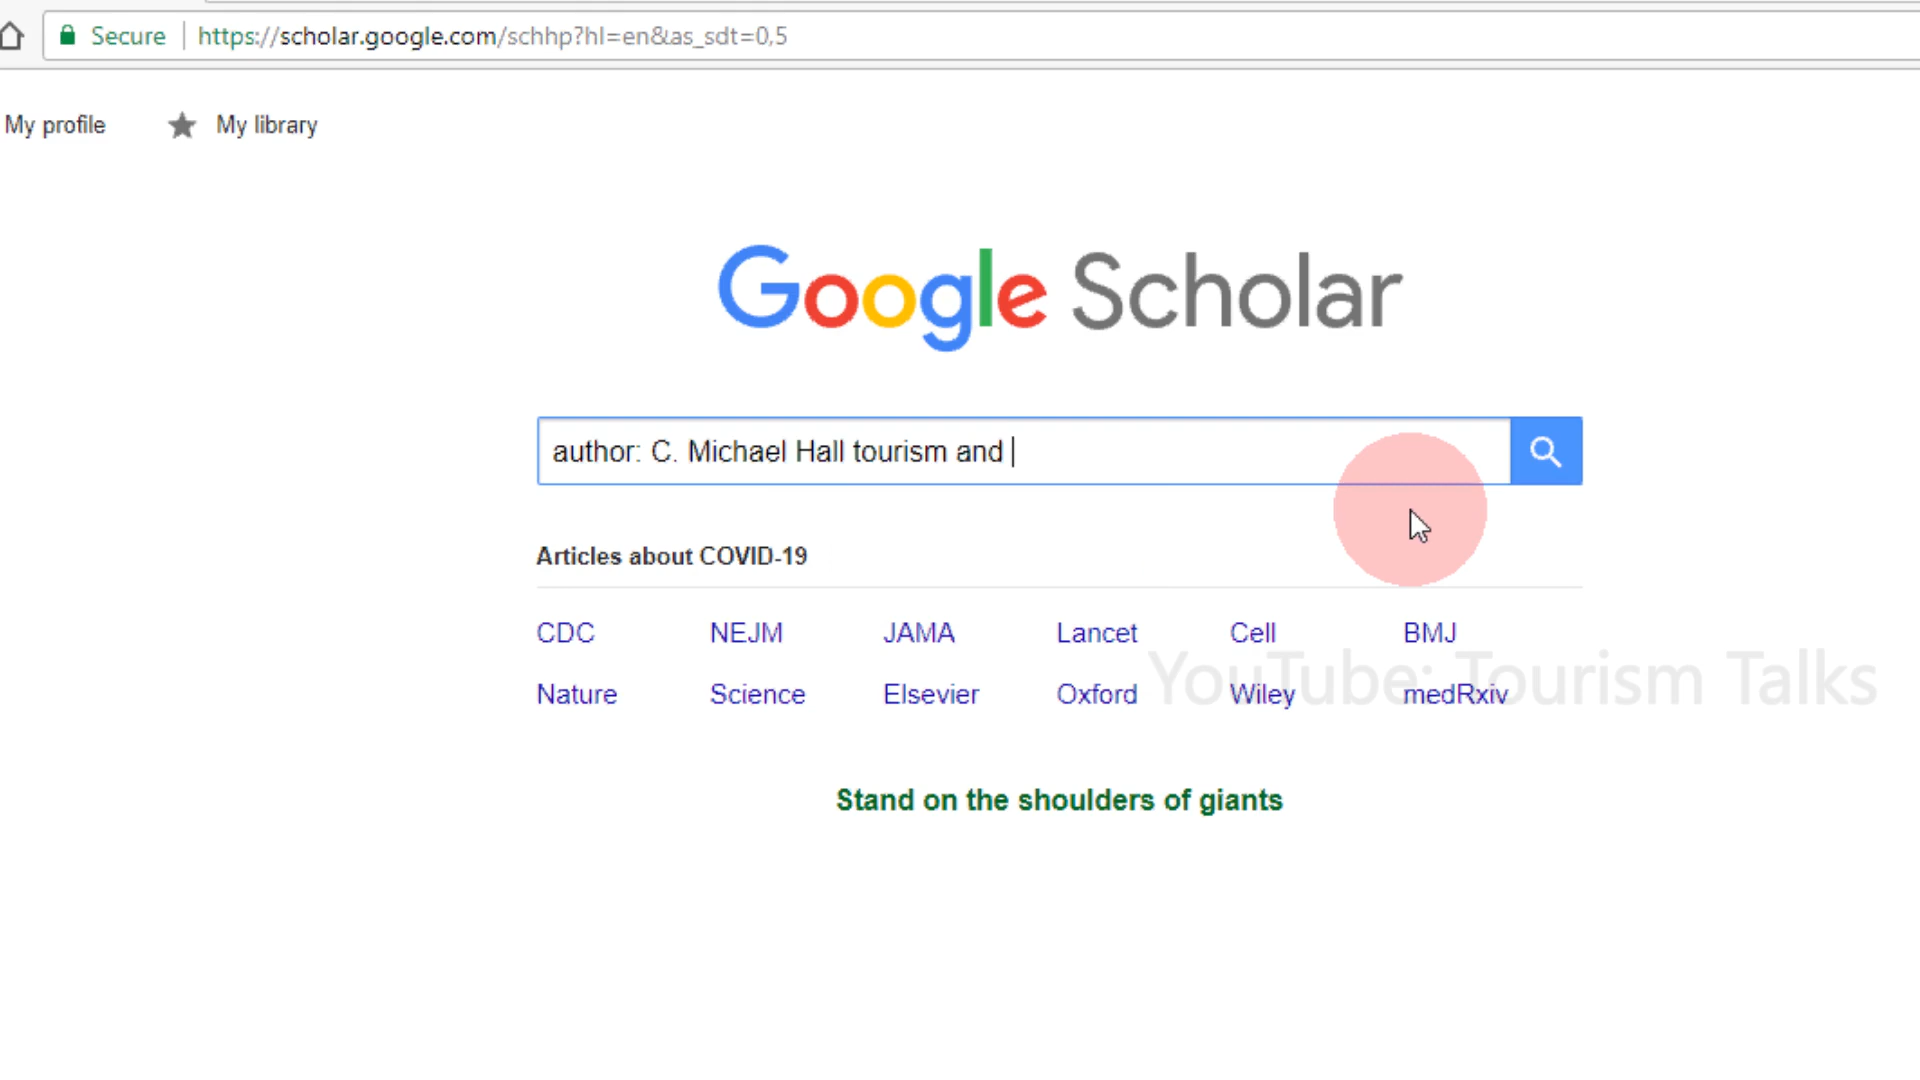 Secure https://scholar.google.com/schhp?hl=en&as_sdt=0,5
My profile My library
Google Scholar
author: C. Michael Hall tourism and
Articles about COVID-19
CDC NEJM JAMA Lancet Cell BMJ
YouTube: Tourism Talks
Nature Science Elsevier Oxford Wiley medRxiv
Stand on the shoulders of giants